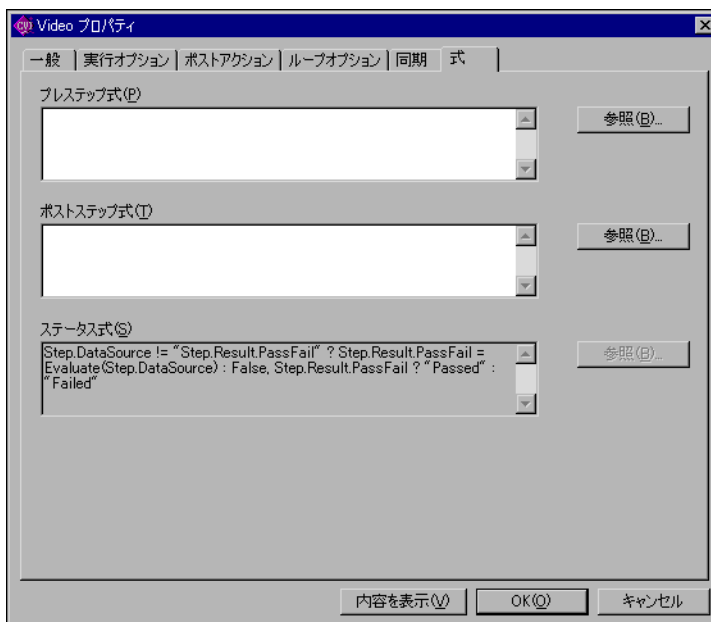 CVI Video プロパティ
一般 実行オプション ポストアクション ループオプション 同期 式
プレステップ式(P)
参照(B)...
ポストステップ式(T)
参照(B)...
ステータス式(S)
Step.DataSource != "Step.Result.PassFail" ? Step.Result.PassFail =
Evaluate(Step.DataSource) : False, Step.Result.PassFail ? "Passed" :
"Failed"
参照(B)...
内容を表示(V) OK(O) キャンセル